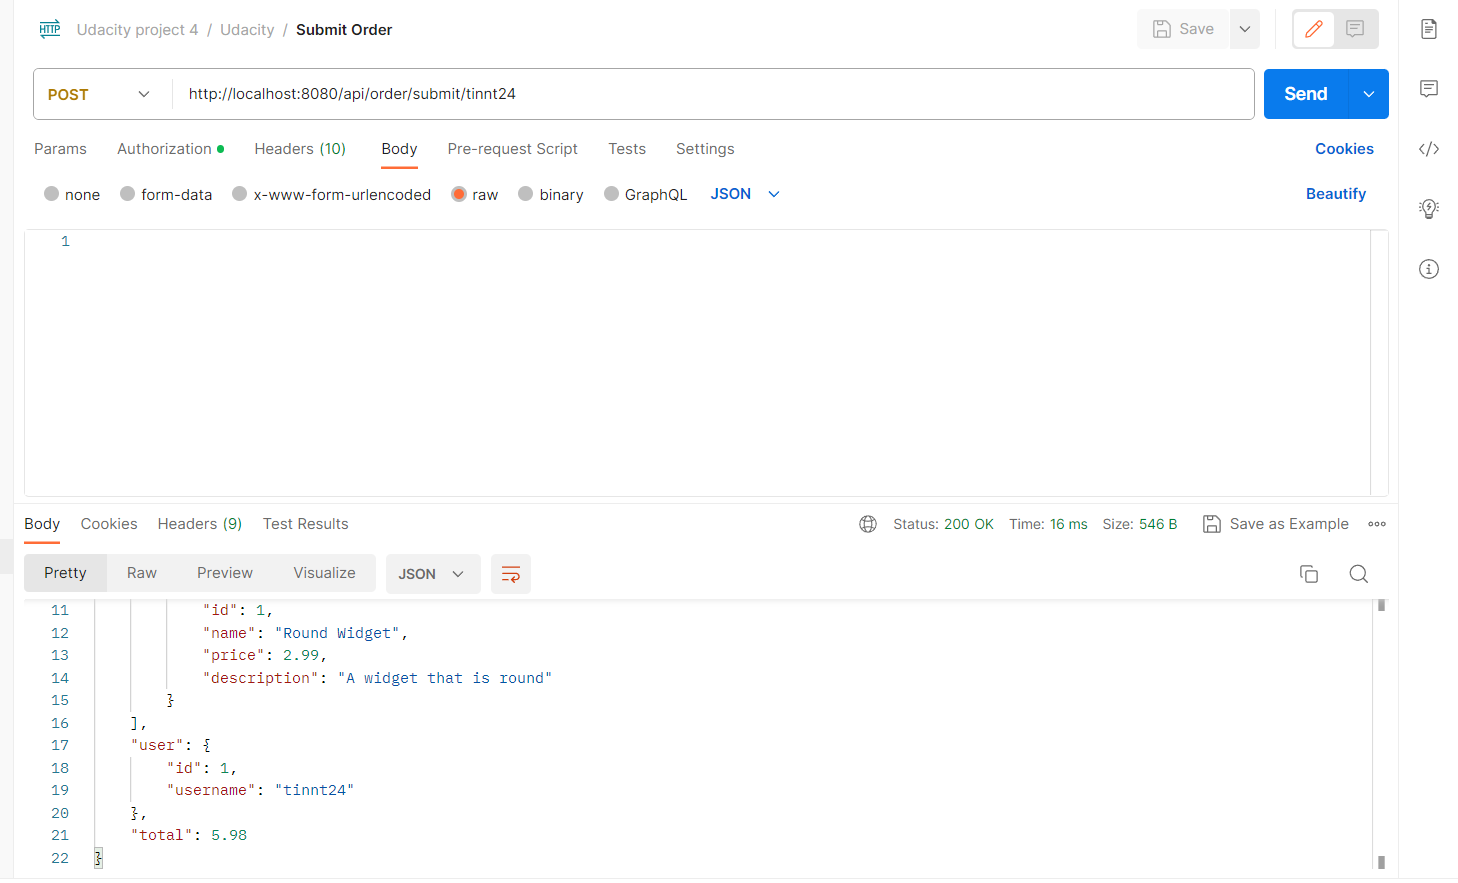 HTTP Udacity project 4 / Udacity / Submit Order Save
POST http://localhost:8080/api/order/submit/tinnt24 Send
Params Authorization Headers (10) Body Pre-request Script Tests Settings Cookies
none form-data x-www-form-urlencoded raw binary GraphQL JSON Beautify
1
Body Cookies Headers (9) Test Results Status: 200 OK Time: 16 ms Size: 546 B Save as Example
Pretty Raw Preview Visualize JSON
11 "id": 1,
12 "name": "Round Widget",
13 "price": 2.99,
14 "description": "A widget that is round"
15 }
16 ],
17 "user": {
18 "id": 1,
19 "username": "tinnt24"
20 },
21 "total": 5.98
22 }